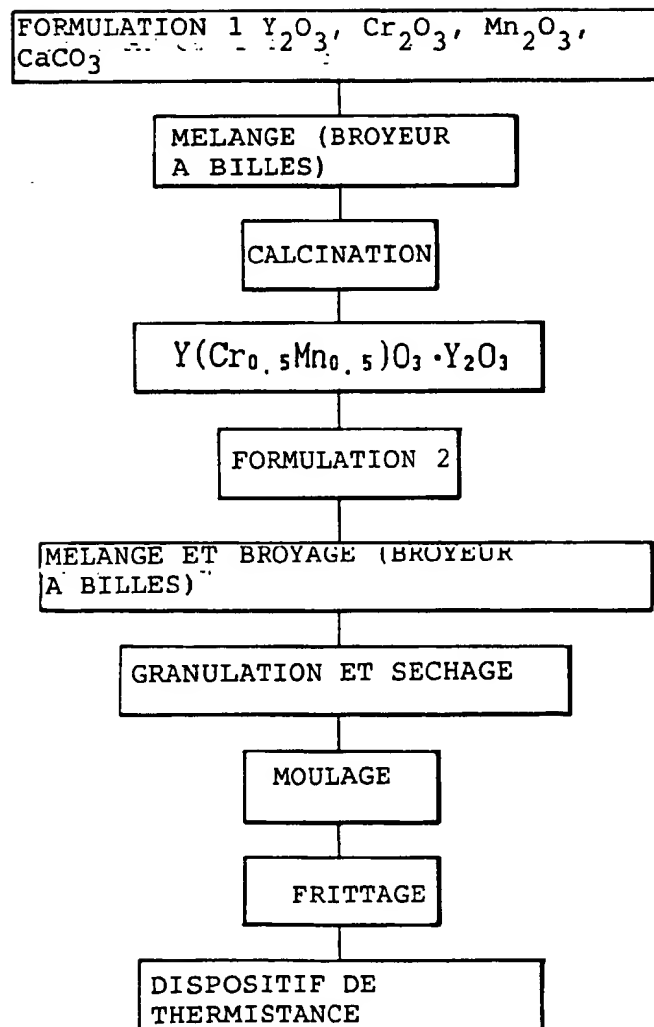 FORMULATION 1 Y₂O₃, Cr₂O₃, Mn₂O₃,
CaCO₃
MELANGE (BROYEUR
A BILLES)
CALCINATION
Y(Cr₀.₅Mn₀.₅)O₃·Y₂O₃
FORMULATION 2
MELANGE ET BROYAGE (BROYEUR
A BILLES)
GRANULATION ET SECHAGE
MOULAGE
FRITTAGE
DISPOSITIF DE
THERMISTANCE